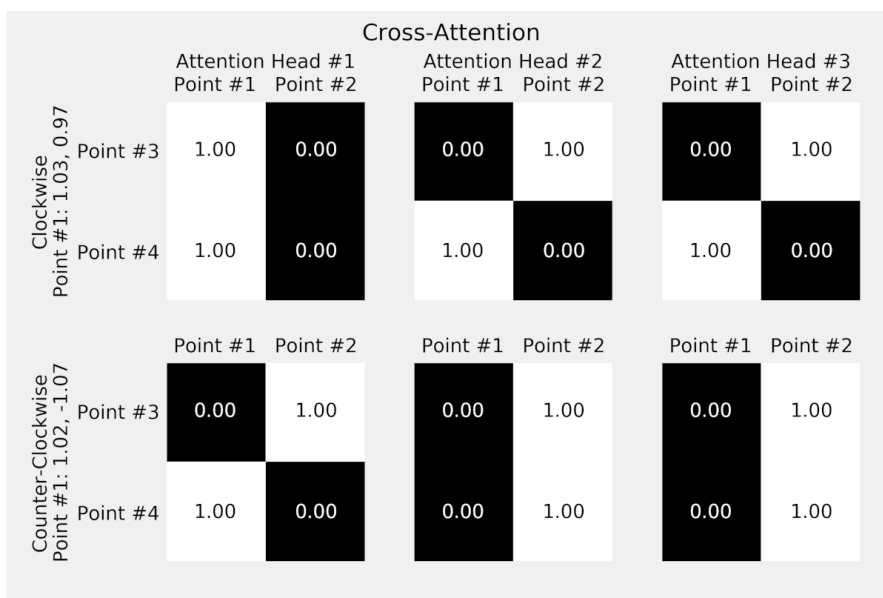 Cross-Attention
Attention Head #1 Attention Head #2 Attention Head #3
Point #1 Point #2 Point #1 Point #2 Point #1 Point #2
Clockwise
Point #1: 1.03, 0.97
Point #3 1.00 0.00 0.00 1.00 0.00 1.00
Point #4 1.00 0.00 1.00 0.00 1.00 0.00
Point #1 Point #2 Point #1 Point #2 Point #1 Point #2
Counter-Clockwise
Point #1: 1.02, -1.07
Point #3 0.00 1.00 0.00 1.00 0.00 1.00
Point #4 1.00 0.00 0.00 1.00 0.00 1.00